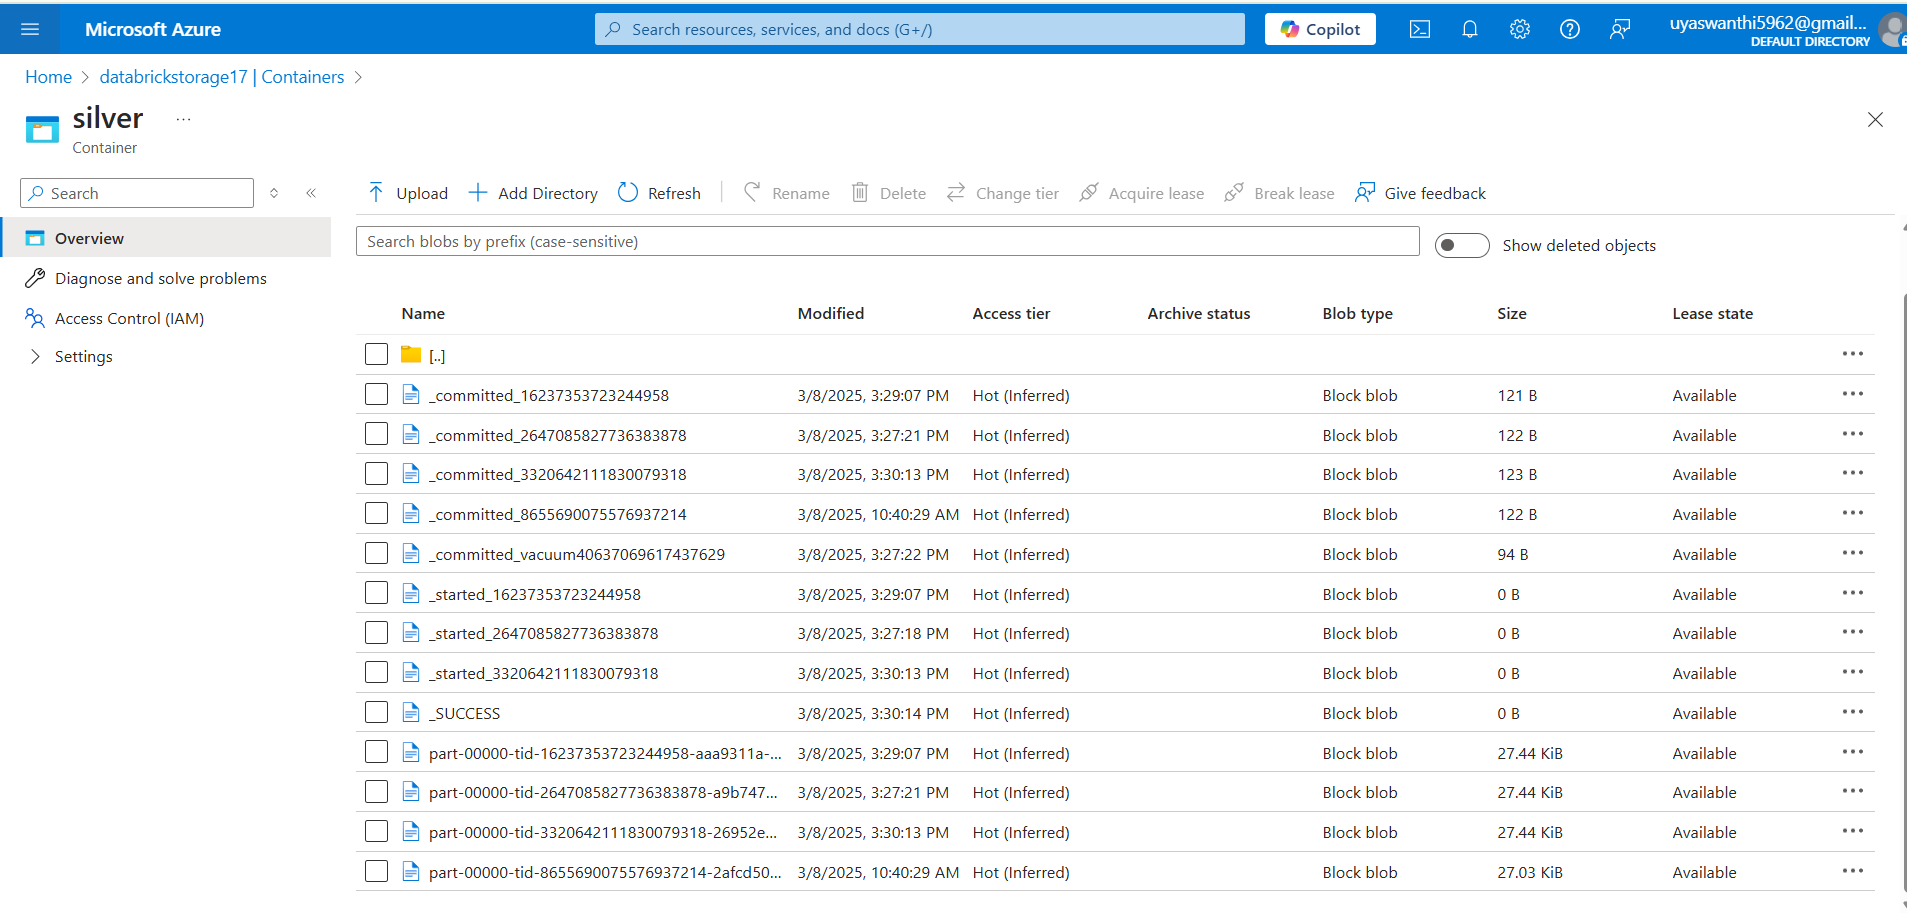 Microsoft Azure
Search resources, services, and docs (G+/)
Copilot
uyaswanthi5962@gmail...
DEFAULT DIRECTORY
Home > databrickstorage17 | Containers >
silver ...
Container
Search
Overview
Diagnose and solve problems
Access Control (IAM)
Settings
Upload Add Directory Refresh Rename Delete Change tier Acquire lease Break lease Give feedback
Search blobs by prefix (case-sensitive)
Show deleted objects
Name Modified Access tier Archive status Blob type Size Lease state
[..]
_committed_16237353723244958 3/8/2025, 3:29:07 PM Hot (Inferred) Block blob 121 B Available
_committed_2647085827736383878 3/8/2025, 3:27:21 PM Hot (Inferred) Block blob 122 B Available
_committed_3320642111830079318 3/8/2025, 3:30:13 PM Hot (Inferred) Block blob 123 B Available
_committed_8655690075576937214 3/8/2025, 10:40:29 AM Hot (Inferred) Block blob 122 B Available
_committed_vacuum40637069617437629 3/8/2025, 3:27:22 PM Hot (Inferred) Block blob 94 B Available
_started_16237353723244958 3/8/2025, 3:29:07 PM Hot (Inferred) Block blob 0 B Available
_started_2647085827736383878 3/8/2025, 3:27:18 PM Hot (Inferred) Block blob 0 B Available
_started_3320642111830079318 3/8/2025, 3:30:13 PM Hot (Inferred) Block blob 0 B Available
_SUCCESS 3/8/2025, 3:30:14 PM Hot (Inferred) Block blob 0 B Available
part-00000-tid-16237353723244958-aaa9311a-... 3/8/2025, 3:29:07 PM Hot (Inferred) Block blob 27.44 KiB Available
part-00000-tid-2647085827736383878-a9b747... 3/8/2025, 3:27:21 PM Hot (Inferred) Block blob 27.44 KiB Available
part-00000-tid-3320642111830079318-26952e... 3/8/2025, 3:30:13 PM Hot (Inferred) Block blob 27.44 KiB Available
part-00000-tid-8655690075576937214-2afcd50... 3/8/2025, 10:40:29 AM Hot (Inferred) Block blob 27.03 KiB Available